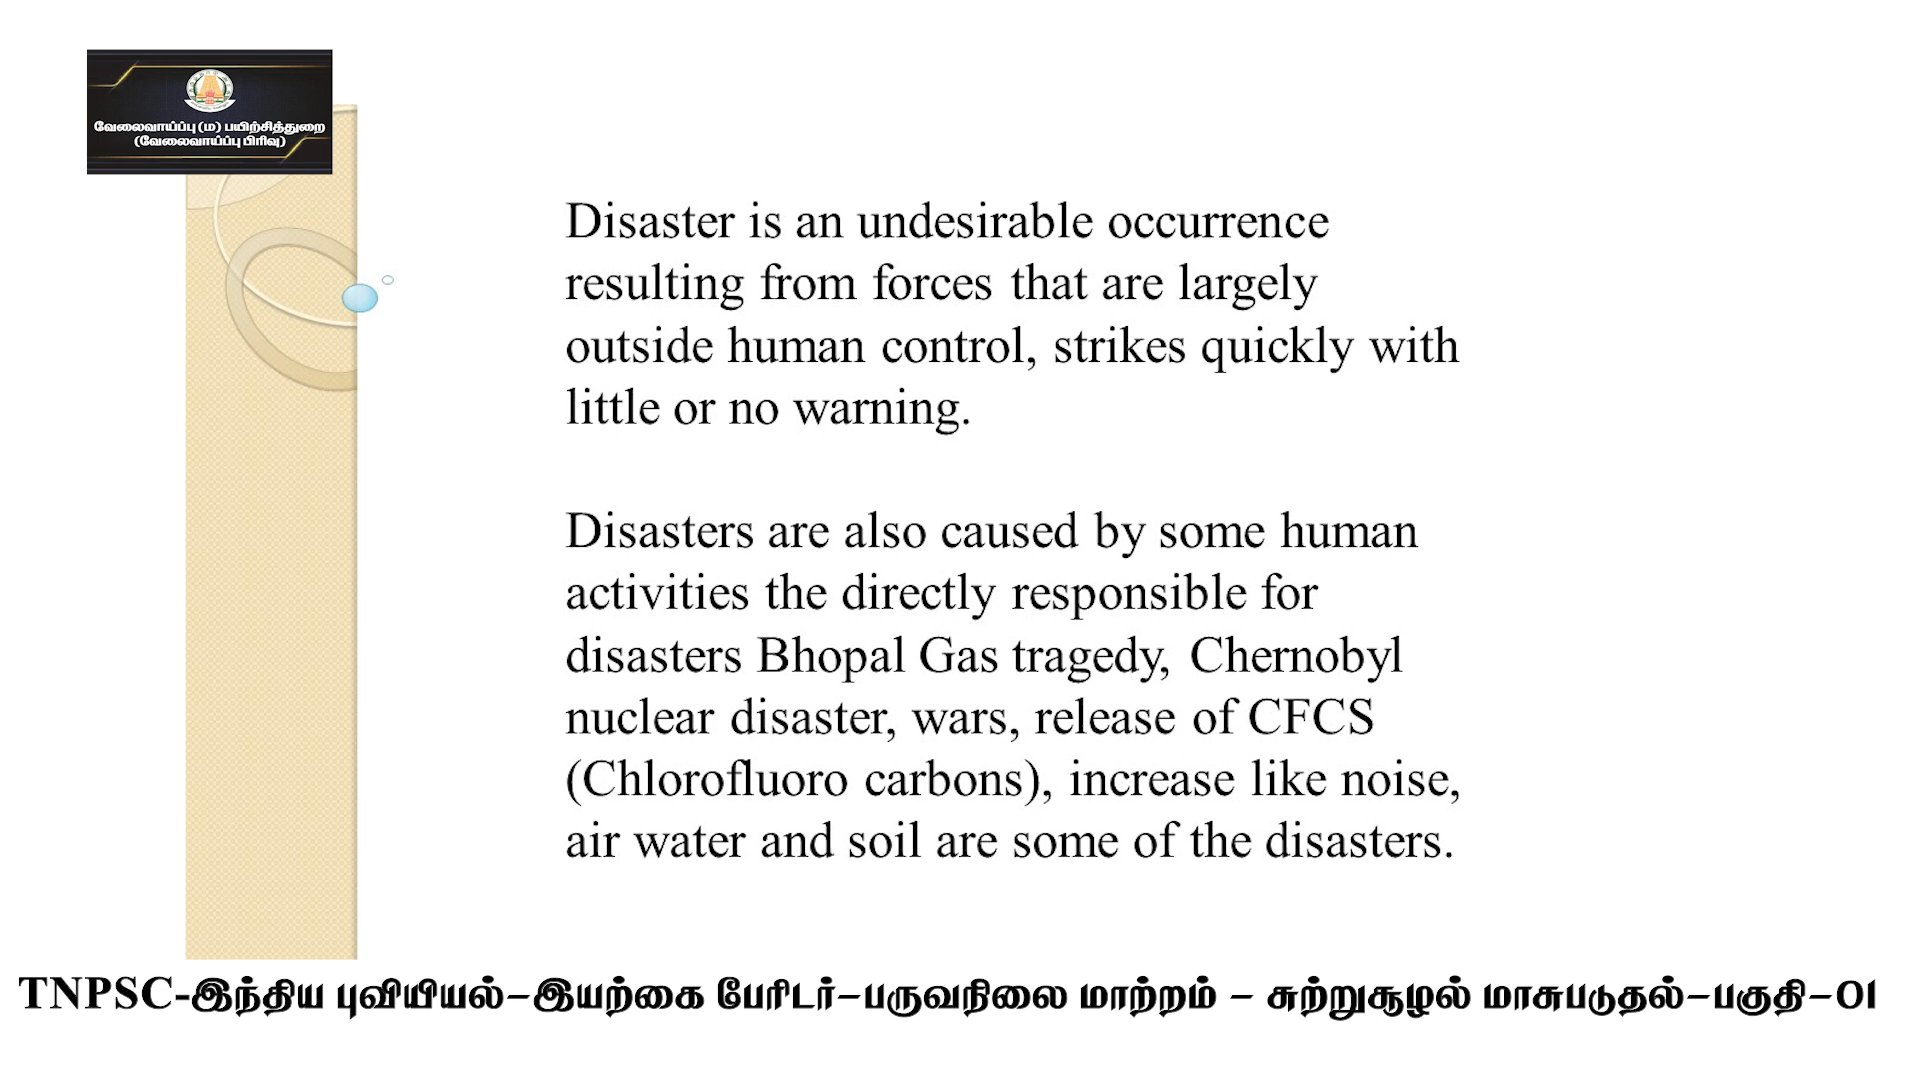 வேலைவாய்ப்பு (ம) பயிற்சித்துறை
(வேலைவாய்ப்பு பிரிவு)
Disaster is an undesirable occurrence
resulting from forces that are largely
outside human control, strikes quickly with
little or no warning.
Disasters are also caused by some human
activities the directly responsible for
disasters Bhopal Gas tragedy, Chernobyl
nuclear disaster, wars, release of CFCS
(Chlorofluoro carbons), increase like noise,
air water and soil are some of the disasters.
TNPSC-இந்திய புவியியல்–இயற்கை பேரிடர்–பருவநிலை மாற்றம் – சுற்றுசூழல் மாசுபடுதல்–பகுதி–01